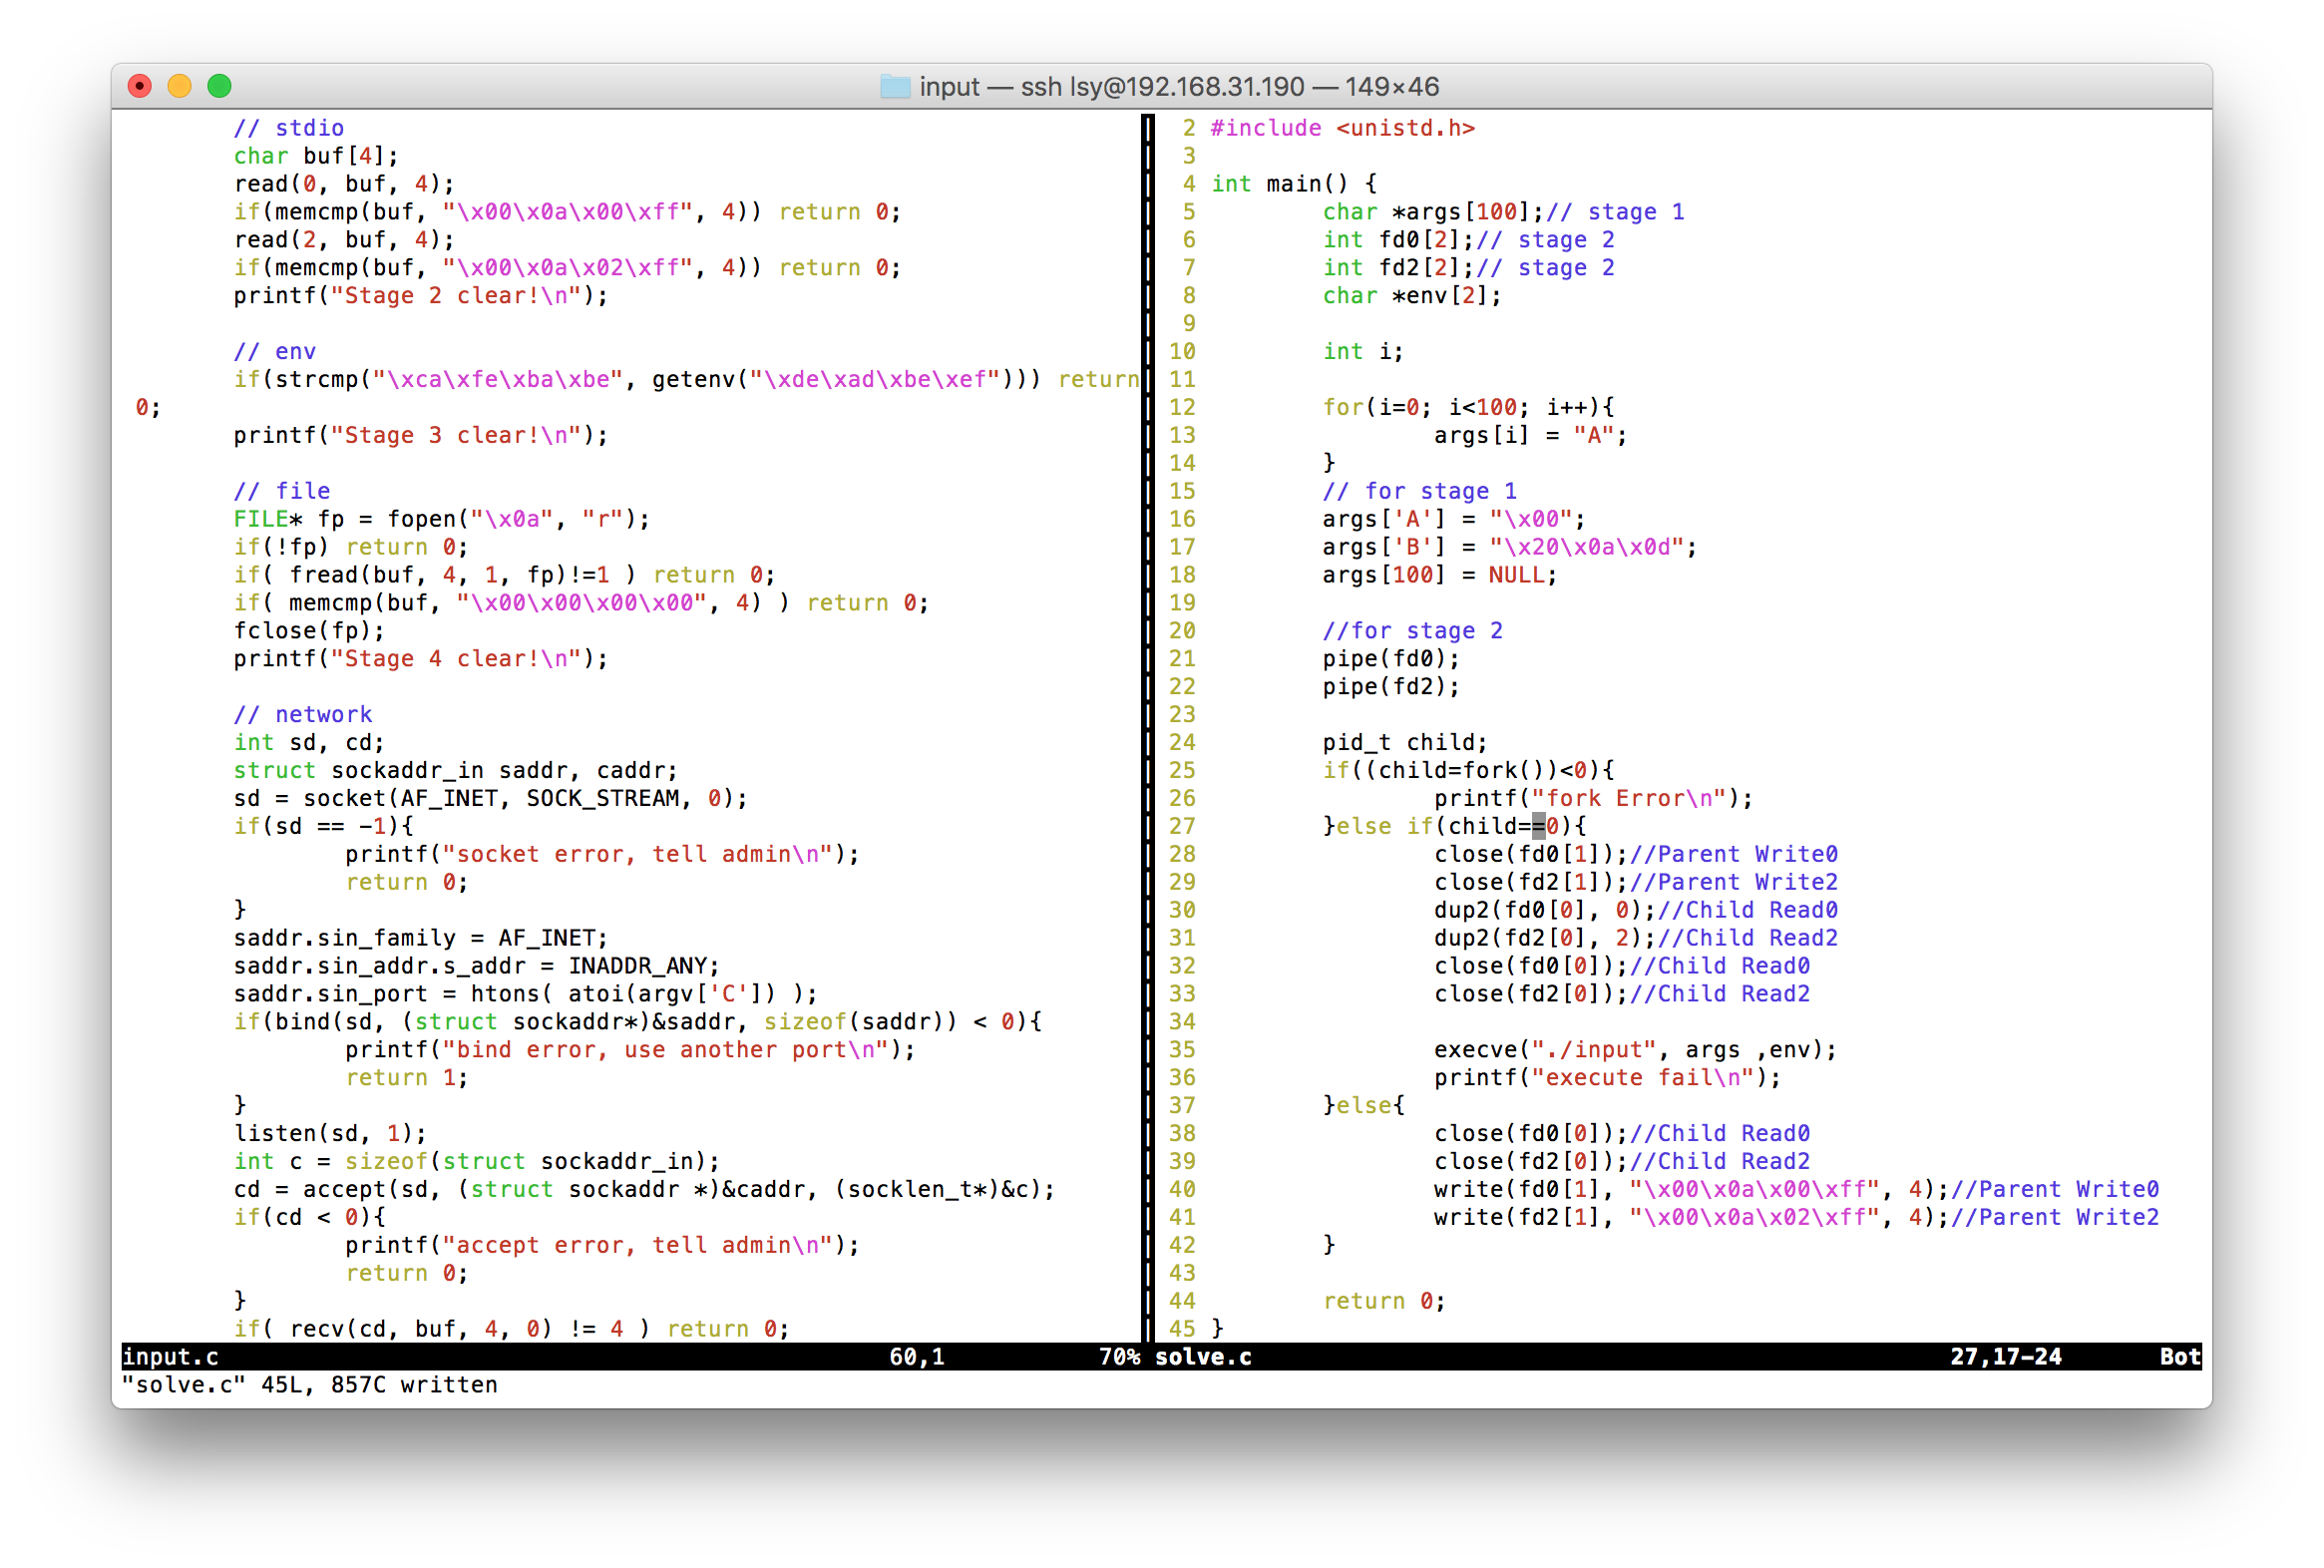 input — ssh lsy@192.168.31.190 — 149×46
// stdio
char buf[4];
read(0, buf, 4);
if(memcmp(buf, "\x00\x0a\x00\xff", 4)) return 0;
read(2, buf, 4);
if(memcmp(buf, "\x00\x0a\x02\xff", 4)) return 0;
printf("Stage 2 clear!\n");
// env
if(strcmp("\xca\xfe\xba\xbe", getenv("\xde\xad\xbe\xef"))) return
0;
printf("Stage 3 clear!\n");
// file
FILE* fp = fopen("\x0a", "r");
if(!fp) return 0;
if( fread(buf, 4, 1, fp)!=1 ) return 0;
if( memcmp(buf, "\x00\x00\x00\x00", 4) ) return 0;
fclose(fp);
printf("Stage 4 clear!\n");
// network
int sd, cd;
struct sockaddr_in saddr, caddr;
sd = socket(AF_INET, SOCK_STREAM, 0);
if(sd == -1){
printf("socket error, tell admin\n");
return 0;
}
saddr.sin_family = AF_INET;
saddr.sin_addr.s_addr = INADDR_ANY;
saddr.sin_port = htons( atoi(argv['C']) );
if(bind(sd, (struct sockaddr*)&saddr, sizeof(saddr)) < 0){
printf("bind error, use another port\n");
return 1;
}
listen(sd, 1);
int c = sizeof(struct sockaddr_in);
cd = accept(sd, (struct sockaddr *)&caddr, (socklen_t*)&c);
if(cd < 0){
printf("accept error, tell admin\n");
return 0;
}
if( recv(cd, buf, 4, 0) != 4 ) return 0;
input.c 60,1 70%
2 #include <unistd.h>
3
4 int main() {
5 char *args[100];// stage 1
6 int fd0[2];// stage 2
7 int fd2[2];// stage 2
8 char *env[2];
9
10 int i;
11
12 for(i=0; i<100; i++){
13 args[i] = "A";
14 }
15 // for stage 1
16 args['A'] = "\x00";
17 args['B'] = "\x20\x0a\x0d";
18 args[100] = NULL;
19
20 //for stage 2
21 pipe(fd0);
22 pipe(fd2);
23
24 pid_t child;
25 if((child=fork())<0){
26 printf("fork Error\n");
27 }else if(child==0){
28 close(fd0[1]);//Parent Write0
29 close(fd2[1]);//Parent Write2
30 dup2(fd0[0], 0);//Child Read0
31 dup2(fd2[0], 2);//Child Read2
32 close(fd0[0]);//Child Read0
33 close(fd2[0]);//Child Read2
34
35 execve("./input", args ,env);
36 printf("execute fail\n");
37 }else{
38 close(fd0[0]);//Child Read0
39 close(fd2[0]);//Child Read2
40 write(fd0[1], "\x00\x0a\x00\xff", 4);//Parent Write0
41 write(fd2[1], "\x00\x0a\x02\xff", 4);//Parent Write2
42 }
43
44 return 0;
45 }
solve.c 27,17-24 Bot
"solve.c" 45L, 857C written